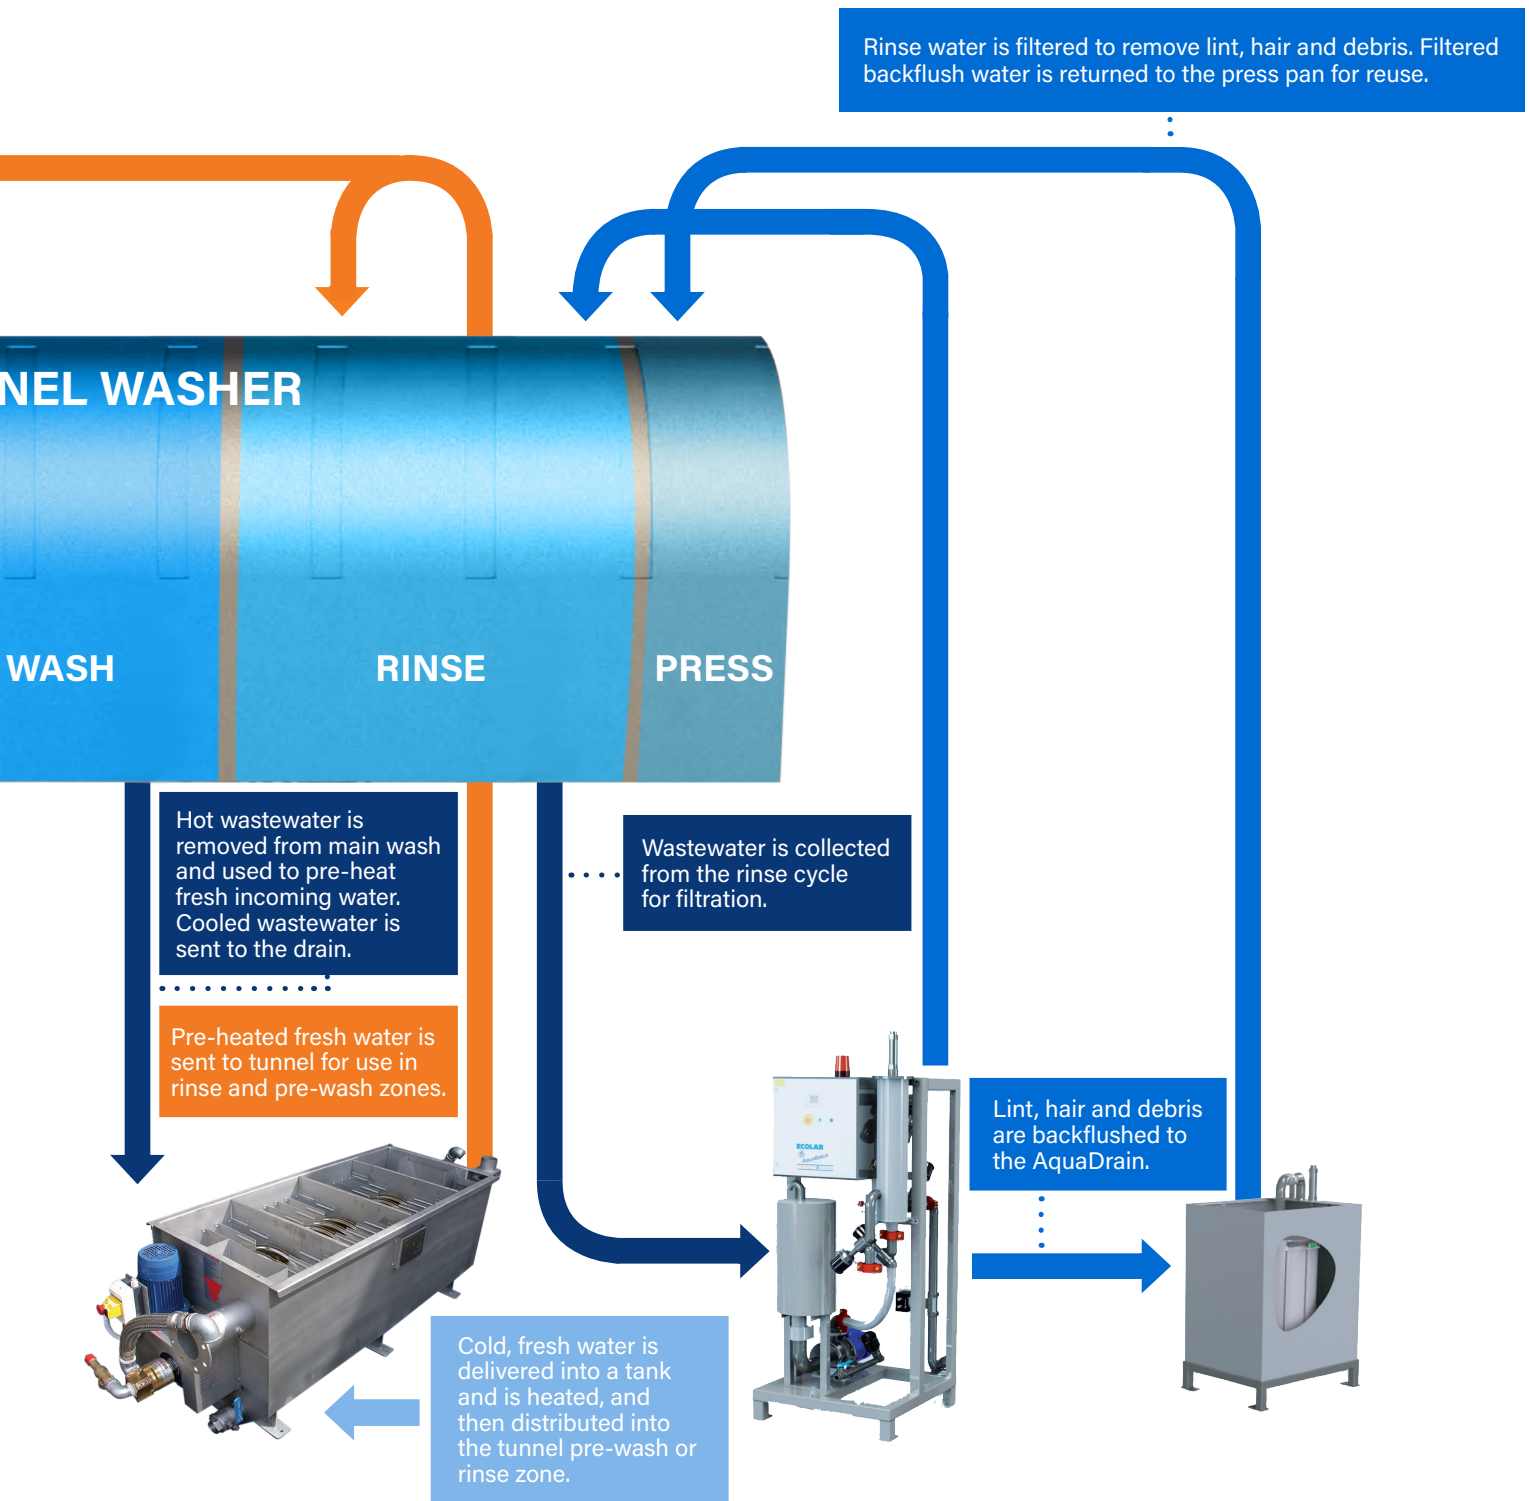 Rinse water is filtered to remove lint, hair and debris. Filtered
backflush water is returned to the press pan for reuse.
NEL WASHER
WASH
RINSE
PRESS
Hot wastewater is
removed from main wash
and used to pre-heat
fresh incoming water.
Cooled wastewater is
sent to the drain.
Wastewater is collected
from the rinse cycle
for filtration.
Pre-heated fresh water is
sent to tunnel for use in
rinse and pre-wash zones.
Lint, hair and debris
are backflushed to
the AquaDrain.
ECOLAB
Cold, fresh water is
delivered into a tank
and is heated, and
then distributed into
the tunnel pre-wash or
rinse zone.